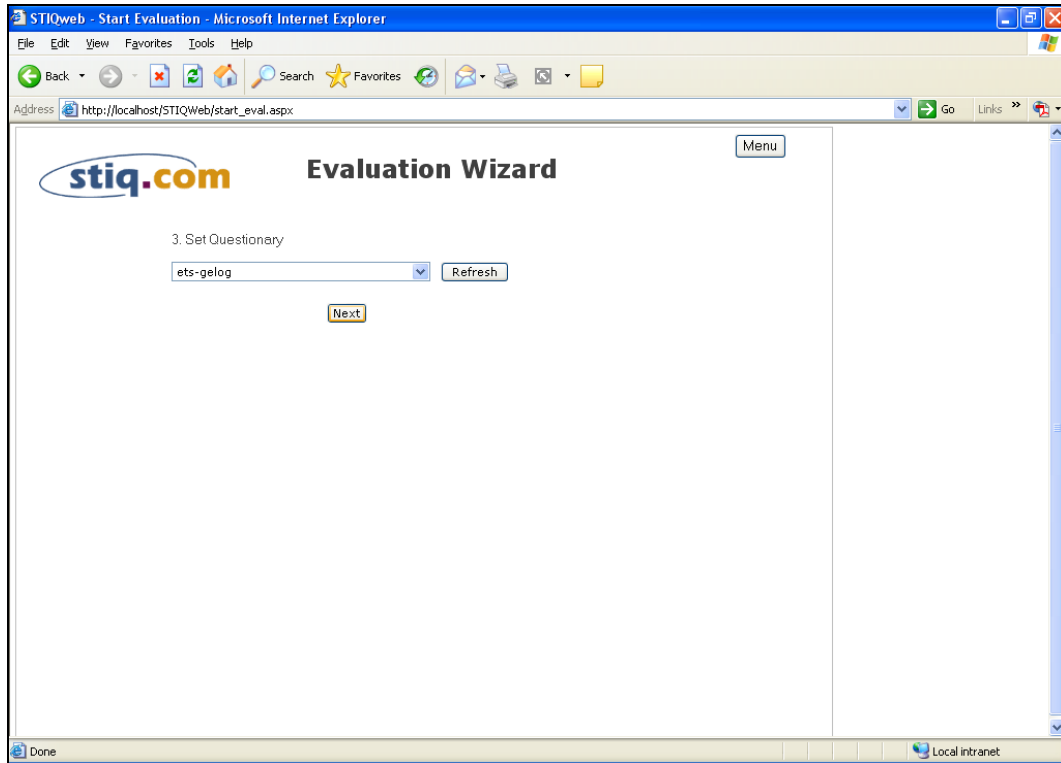 STIQweb - Start Evaluation - Microsoft Internet Explorer
File Edit View Favorites Tools Help
Back Search Favorites
Address http://localhost/STIQWeb/start_eval.aspx Go Links »
Menu
stiq.com Evaluation Wizard
3. Set Questionary
ets-gelog Refresh
Next
Done Local intranet